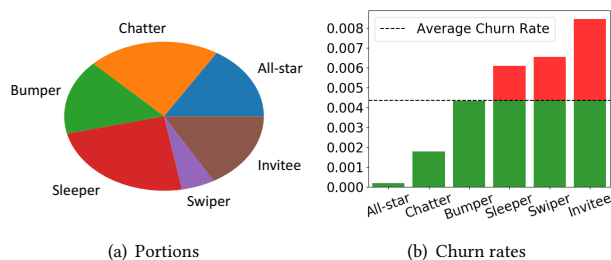 Chatter
All-star
Bumper
Invitee
Sleeper
Swiper
(a) Portions
Average Churn Rate
0.008
0.007
0.006
0.005
0.004
0.003
0.002
0.001
0.000
All-star
Chatter
Bumper
Sleeper
Swiper
Invitee
(b) Churn rates